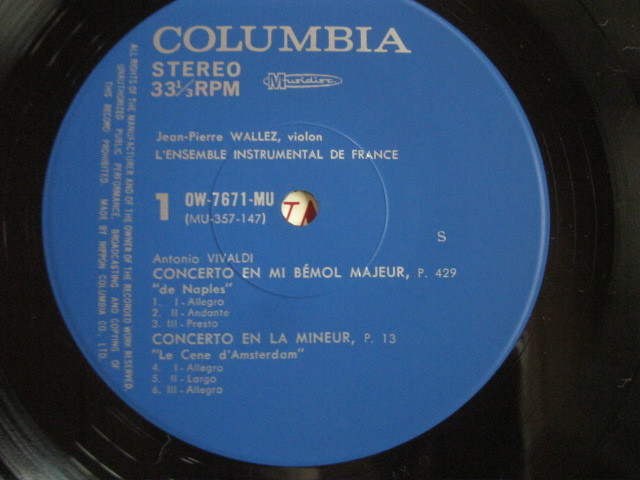 COLUMBIA
STEREO
33⅓RPM
Musidisc
Jean-Pierre WALLEZ, violon
L'ENSEMBLE INSTRUMENTAL DE FRANCE
1 OW-7671-MU
(MU-357-147)
S
Antonio VIVALDI
CONCERTO EN MI BÉMOL MAJEUR, P. 429
"de Naples"
1. I - Allegro
2. II - Andante
3. III - Presto
CONCERTO EN LA MINEUR, P. 13
"Le Cene d'Amsterdam"
4. I - Allegro
5. II - Largo
6. III - Allegro
ALL RIGHTS OF THE MANUFACTURER AND OF THE OWNER OF THE RECORDED WORK RESERVED.
UNAUTHORIZED PUBLIC PERFORMANCE, BROADCASTING AND COPYING OF
THIS RECORD PROHIBITED. MADE BY NIPPON COLUMBIA CO., LTD.